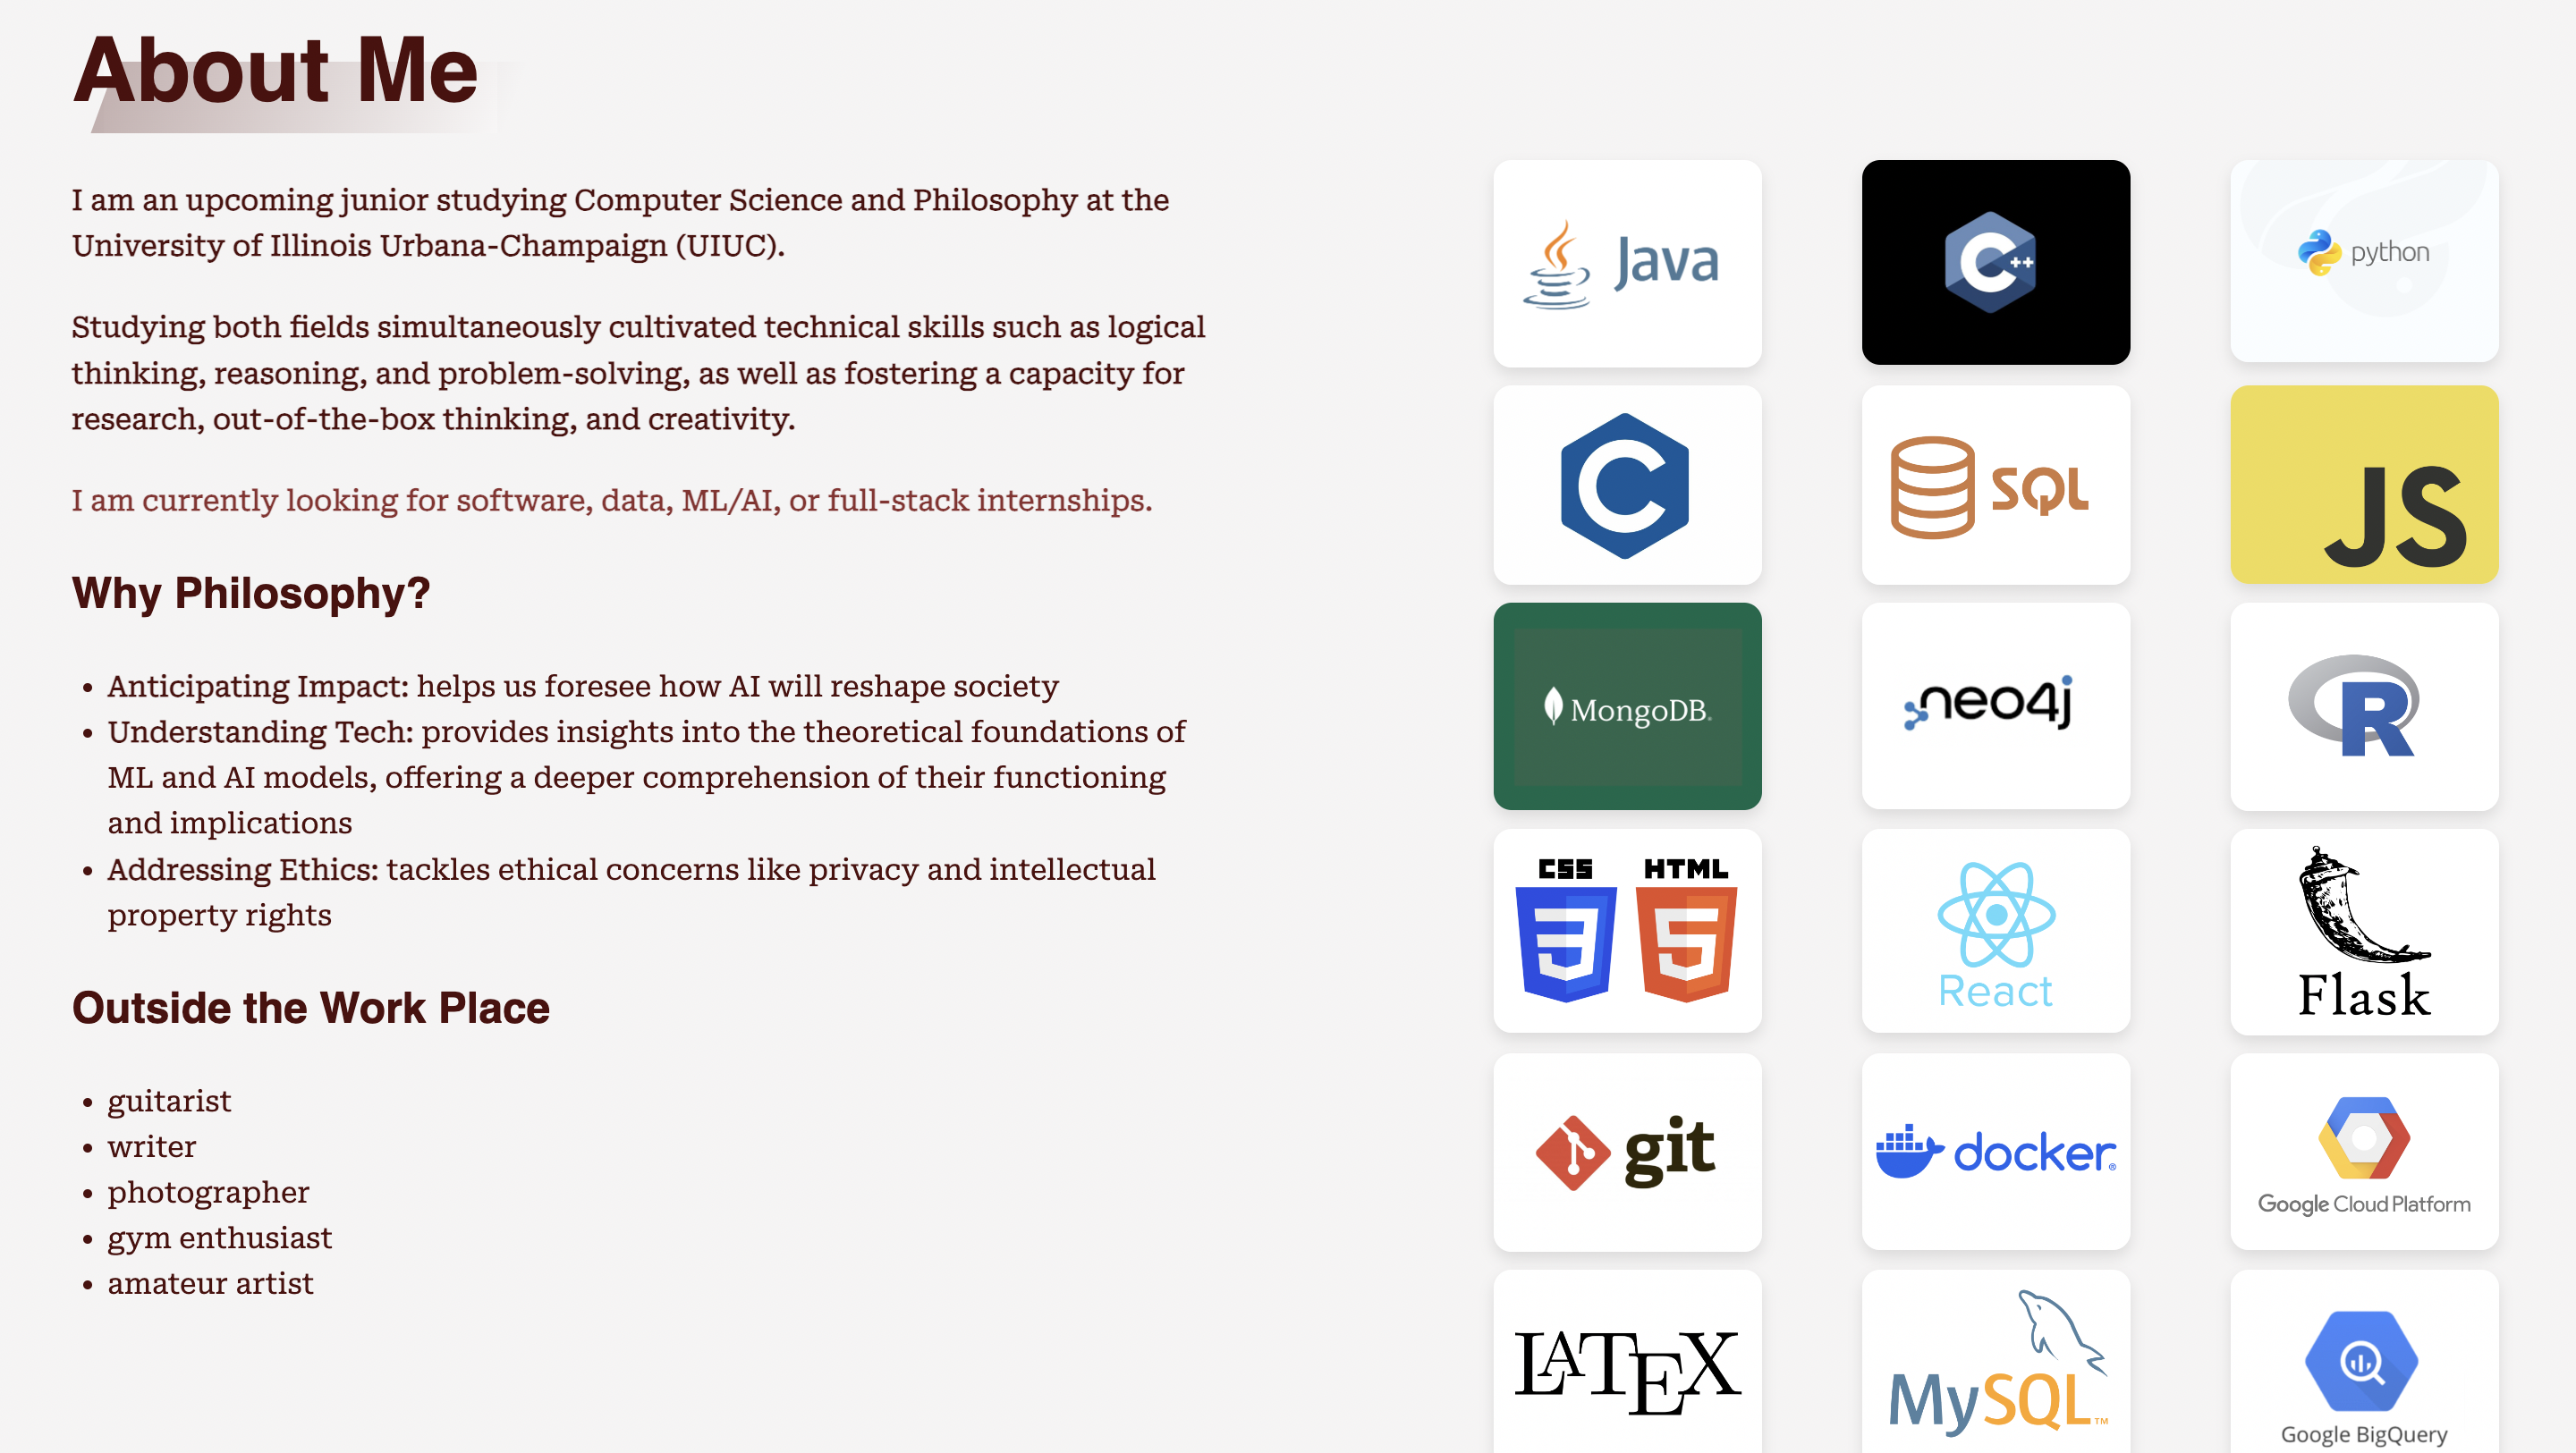 About Me
I am an upcoming junior studying Computer Science and Philosophy at the
University of Illinois Urbana-Champaign (UIUC).
Studying both fields simultaneously cultivated technical skills such as logical
thinking, reasoning, and problem-solving, as well as fostering a capacity for
research, out-of-the-box thinking, and creativity.
I am currently looking for software, data, ML/AI, or full-stack internships.
Why Philosophy?
• Anticipating Impact: helps us foresee how AI will reshape society
• Understanding Tech: provides insights into the theoretical foundations of
ML and AI models, offering a deeper comprehension of their functioning
and implications
• Addressing Ethics: tackles ethical concerns like privacy and intellectual
property rights
Outside the Work Place
• guitarist
• writer
• photographer
• gym enthusiast
• amateur artist
Java
C++
python
C
SQL
JS
MongoDB®
neo4j
R
CSS
3
HTML
5
React
Flask
git
docker®
Google Cloud Platform
LATEX
MySQL™
Google BigQuery